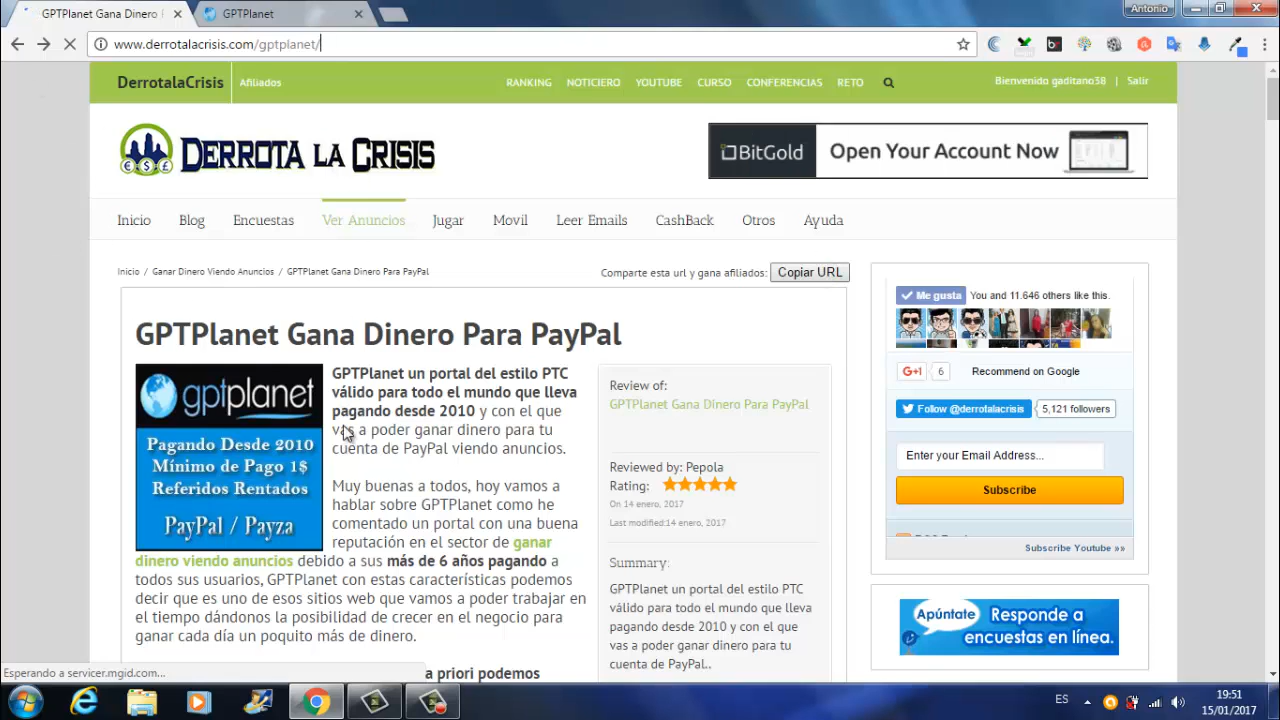 GPTPlanet Gana Dinero P
GPTPlanet
Antonio
www.derrotalacrisis.com/gptplanet/
DerrotalaCrisis
Afiliados
RANKING
NOTICIERO
YOUTUBE
CURSO
CONFERENCIAS
RETO
Bienvenido gaditano38 | Salir
DERROTA LA CRISIS
BitGold
Open Your Account Now
Inicio
Blog
Encuestas
Ver Anuncios
Jugar
Movil
Leer Emails
CashBack
Otros
Ayuda
Inicio / Ganar Dinero Viendo Anuncios / GPTPlanet Gana Dinero Para PayPal
Comparte esta url y gana afiliados:
Copiar URL
GPTPlanet Gana Dinero Para PayPal
gptplanet
Pagando Desde 2010
Mínimo de Pago 1$
Referidos Rentados
PayPal / Payza
GPTPlanet un portal del estilo PTC
válido para todo el mundo que lleva
pagando desde 2010 y con el que
vas a poder ganar dinero para tu
cuenta de PayPal viendo anuncios.
Muy buenas a todos, hoy vamos a
hablar sobre GPTPlanet como he
comentado un portal con una buena
reputación en el sector de ganar
dinero viendo anuncios debido a sus más de 6 años pagando a
todos sus usuarios, GPTPlanet con estas características podemos
decir que es uno de esos sitios web que vamos a poder trabajar en
el tiempo dándonos la posibilidad de crecer en el negocio para
ganar cada día un poquito más de dinero.
a priori podemos
Review of:
GPTPlanet Gana Dinero Para PayPal
Reviewed by: Pepola
Rating:
On 14 enero, 2017
Last modified:14 enero, 2017
Summary:
GPTPlanet un portal del estilo PTC
válido para todo el mundo que lleva
pagando desde 2010 y con el que
vas a poder ganar dinero para tu
cuenta de PayPal..
Me gusta
You and 11.646 others like this.
G+1
6
Recommend on Google
Follow @derrotalacrisis
5,121 followers
Enter your Email Address...
Subscribe
Subscribe Youtube »»
Apúntate
Responde a
encuestas en línea.
Esperando a servicer.mgid.com...
ES
19:51
15/01/2017